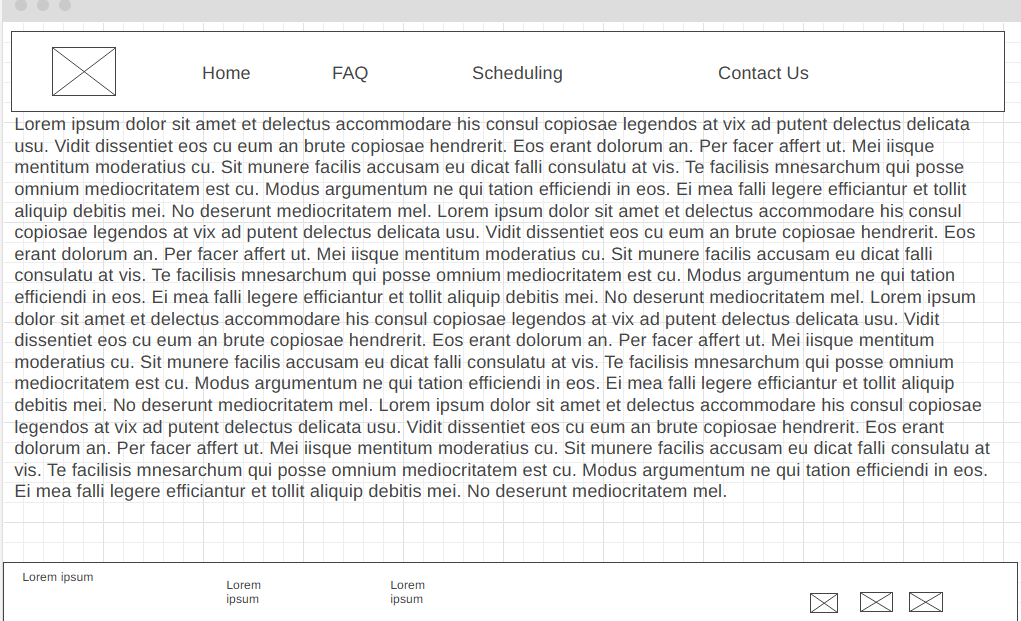 Home FAQ Scheduling Contact Us
Lorem ipsum dolor sit amet et delectus accommodare his consul copiosae legendos at vix ad putent delectus delicata
usu. Vidit dissentiet eos cu eum an brute copiosae hendrerit. Eos erant dolorum an. Per facer affert ut. Mei iisque
mentitum moderatius cu. Sit munere facilis accusam eu dicat falli consulatu at vis. Te facilisis mnesarchum qui posse
omnium mediocritatem est cu. Modus argumentum ne qui tation efficiendi in eos. Ei mea falli legere efficiantur et tollit
aliquip debitis mei. No deserunt mediocritatem mel. Lorem ipsum dolor sit amet et delectus accommodare his consul
copiosae legendos at vix ad putent delectus delicata usu. Vidit dissentiet eos cu eum an brute copiosae hendrerit. Eos
erant dolorum an. Per facer affert ut. Mei iisque mentitum moderatius cu. Sit munere facilis accusam eu dicat falli
consulatu at vis. Te facilisis mnesarchum qui posse omnium mediocritatem est cu. Modus argumentum ne qui tation
efficiendi in eos. Ei mea falli legere efficiantur et tollit aliquip debitis mei. No deserunt mediocritatem mel. Lorem ipsum
dolor sit amet et delectus accommodare his consul copiosae legendos at vix ad putent delectus delicata usu. Vidit
dissentiet eos cu eum an brute copiosae hendrerit. Eos erant dolorum an. Per facer affert ut. Mei iisque mentitum
moderatius cu. Sit munere facilis accusam eu dicat falli consulatu at vis. Te facilisis mnesarchum qui posse omnium
mediocritatem est cu. Modus argumentum ne qui tation efficiendi in eos. Ei mea falli legere efficiantur et tollit aliquip
debitis mei. No deserunt mediocritatem mel. Lorem ipsum dolor sit amet et delectus accommodare his consul copiosae
legendos at vix ad putent delectus delicata usu. Vidit dissentiet eos cu eum an brute copiosae hendrerit. Eos erant
dolorum an. Per facer affert ut. Mei iisque mentitum moderatius cu. Sit munere facilis accusam eu dicat falli consulatu at
vis. Te facilisis mnesarchum qui posse omnium mediocritatem est cu. Modus argumentum ne qui tation efficiendi in eos.
Ei mea falli legere efficiantur et tollit aliquip debitis mei. No deserunt mediocritatem mel.
Lorem ipsum
Lorem
ipsum
Lorem
ipsum